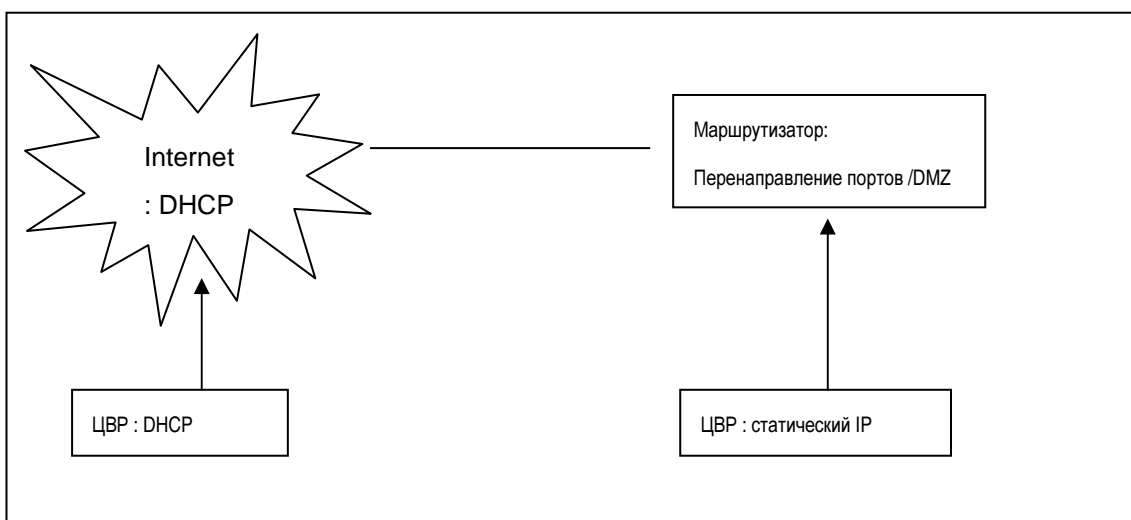 Internet
: DHCP
Маршрутизатор:
Перенаправление портов /DMZ
ЦВР : DHCP
ЦВР : статический IP